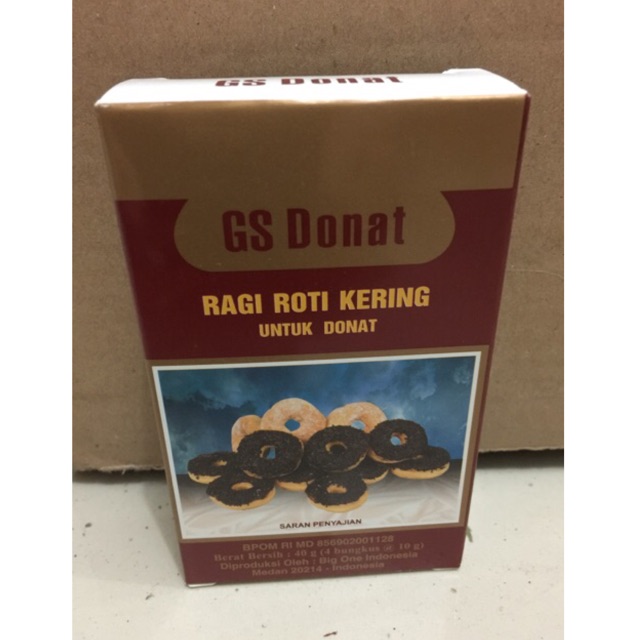 GS Donat
GS Donat
RAGI ROTI KERING
UNTUK DONAT
SARAN PENYAJIAN
BPOM RI MD 856902001128
Berat Bersih : 40 g (4 bungkus @ 10 g)
Diproduksi Oleh : Big One Indonesia
Medan 20214 - Indonesia